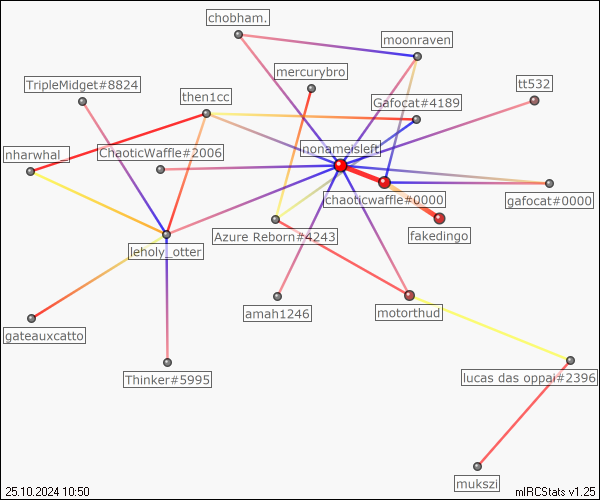 chobham.
moonraven
mercurybro
TripleMidget#8824
tt532
then1cc
Gafocat#4189
nonameisleft
nharwhal_
ChaoticWaffle#2006
chaoticwaffle#0000
gafocat#0000
Azure Reborn#4243
fakedingo
leholy_otter
amah1246
motorthud
gateauxcatto
Thinker#5995
lucas das oppai#2396
mukszi
25.10.2024 10:50
mIRCStats v1.25